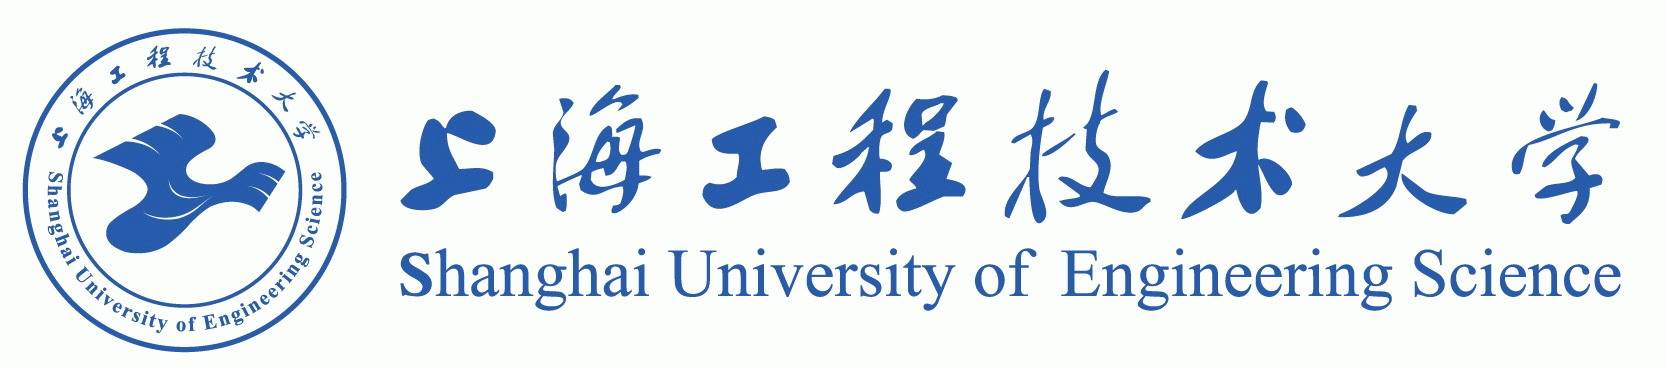 上海工程技术大学
Shanghai University of Engineering Science
上海工程技术大学
Shanghai University of Engineering Science